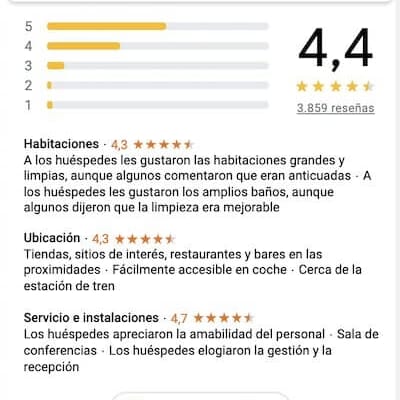 5
4
3
2
1
4,4
3.859 reseñas
Habitaciones · 4,3
A los huéspedes les gustaron las habitaciones grandes y
limpias, aunque algunos comentaron que eran anticuadas · A
los huéspedes les gustaron los amplios baños, aunque
algunos dijeron que la limpieza era mejorable
Ubicación · 4,3
Tiendas, sitios de interés, restaurantes y bares en las
proximidades · Fácilmente accesible en coche · Cerca de la
estación de tren
Servicio e instalaciones · 4,7
Los huéspedes apreciaron la amabilidad del personal · Sala de
conferencias · Los huéspedes elogiaron la gestión y la
recepción